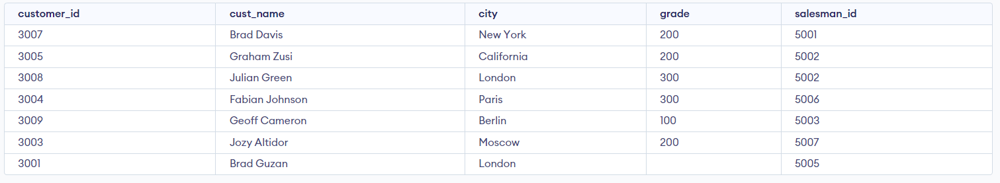 customer_id cust_name city grade salesman_id
3007 Brad Davis New York 200 5001
3005 Graham Zusi California 200 5002
3008 Julian Green London 300 5002
3004 Fabian Johnson Paris 300 5006
3009 Geoff Cameron Berlin 100 5003
3003 Jozy Altidor Moscow 200 5007
3001 Brad Guzan London 5005